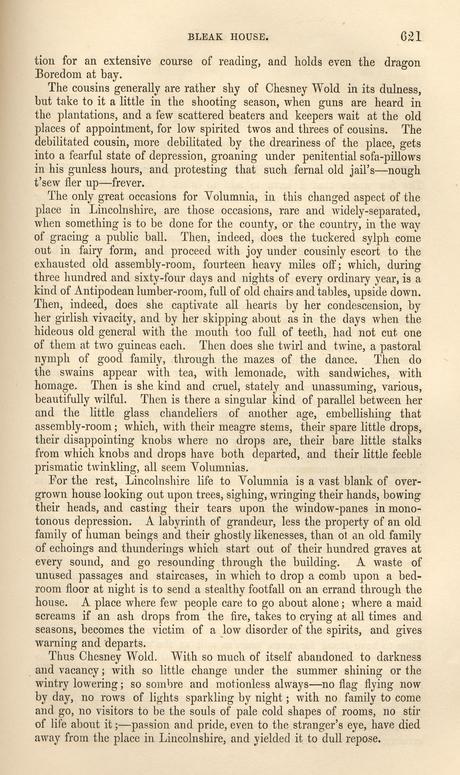 BLEAK HOUSE. 621
tion for an extensive course of reading, and holds even the dragon
Boredom at bay.
The cousins generally are rather shy of Chesney Wold in its dulness,
but take to it a little in the shooting season, when guns are heard in
the plantations, and a few scattered beaters and keepers wait at the old
places of appointment, for low spirited twos and threes of cousins. The
debilitated cousin, more debilitated by the dreariness of the place, gets
into a fearful state of depression, groaning under penitential sofa-pillows
in his gunless hours, and protesting that such fernal old jail's—nough
t'sew fler up—frever.
The only great occasions for Volumnia, in this changed aspect of the
place in Lincolnshire, are those occasions, rare and widely-separated,
when something is to be done for the county, or the country, in the way
of gracing a public ball. Then, indeed, does the tuckered sylph come
out in fairy form, and proceed with joy under cousinly escort to the
exhausted old assembly-room, fourteen heavy miles off; which, during
three hundred and sixty-four days and nights of every ordinary year, is a
kind of Antipodean lumber-room, full of old chairs and tables, upside down.
Then, indeed, does she captivate all hearts by her condescension, by
her girlish vivacity, and by her skipping about as in the days when the
hideous old general with the mouth too full of teeth, had not cut one
of them at two guineas each. Then does she twirl and twine, a pastoral
nymph of good family, through the mazes of the dance. Then do
the swains appear with tea, with lemonade, with sandwiches, with
homage. Then is she kind and cruel, stately and unassuming, various,
beautifully wilful. Then is there a singular kind of parallel between her
and the little glass chandeliers of another age, embellishing that
assembly-room; which, with their meagre stems, their spare little drops,
their disappointing knobs where no drops are, their bare little stalks
from which knobs and drops have both departed, and their little feeble
prismatic twinkling, all seem Volumnias.
For the rest, Lincolnshire life to Volumnia is a vast blank of over-
grown house looking out upon trees, sighing, wringing their hands, bowing
their heads, and casting their tears upon the window-panes in mono-
tonous depression. A labyrinth of grandeur, less the property of an old
family of human beings and their ghostly likenesses, than of an old family
of echoings and thunderings which start out of their hundred graves at
every sound, and go resounding through the building. A waste of
unused passages and staircases, in which to drop a comb upon a bed-
room floor at night is to send a stealthy footfall on an errand through the
house. A place where few people care to go about alone; where a maid
screams if an ash drops from the fire, takes to crying at all times and
seasons, becomes the victim of a low disorder of the spirits, and gives
warning and departs.
Thus Chesney Wold. With so much of itself abandoned to darkness
and vacancy; with so little change under the summer shining or the
wintry lowering; so sombre and motionless always—no flag flying now
by day, no rows of lights sparkling by night; with no family to come
and go, no visitors to be the souls of pale cold shapes of rooms, no stir
of life about it;—passion and pride, even to the stranger's eye, have died
away from the place in Lincolnshire, and yielded it to dull repose.